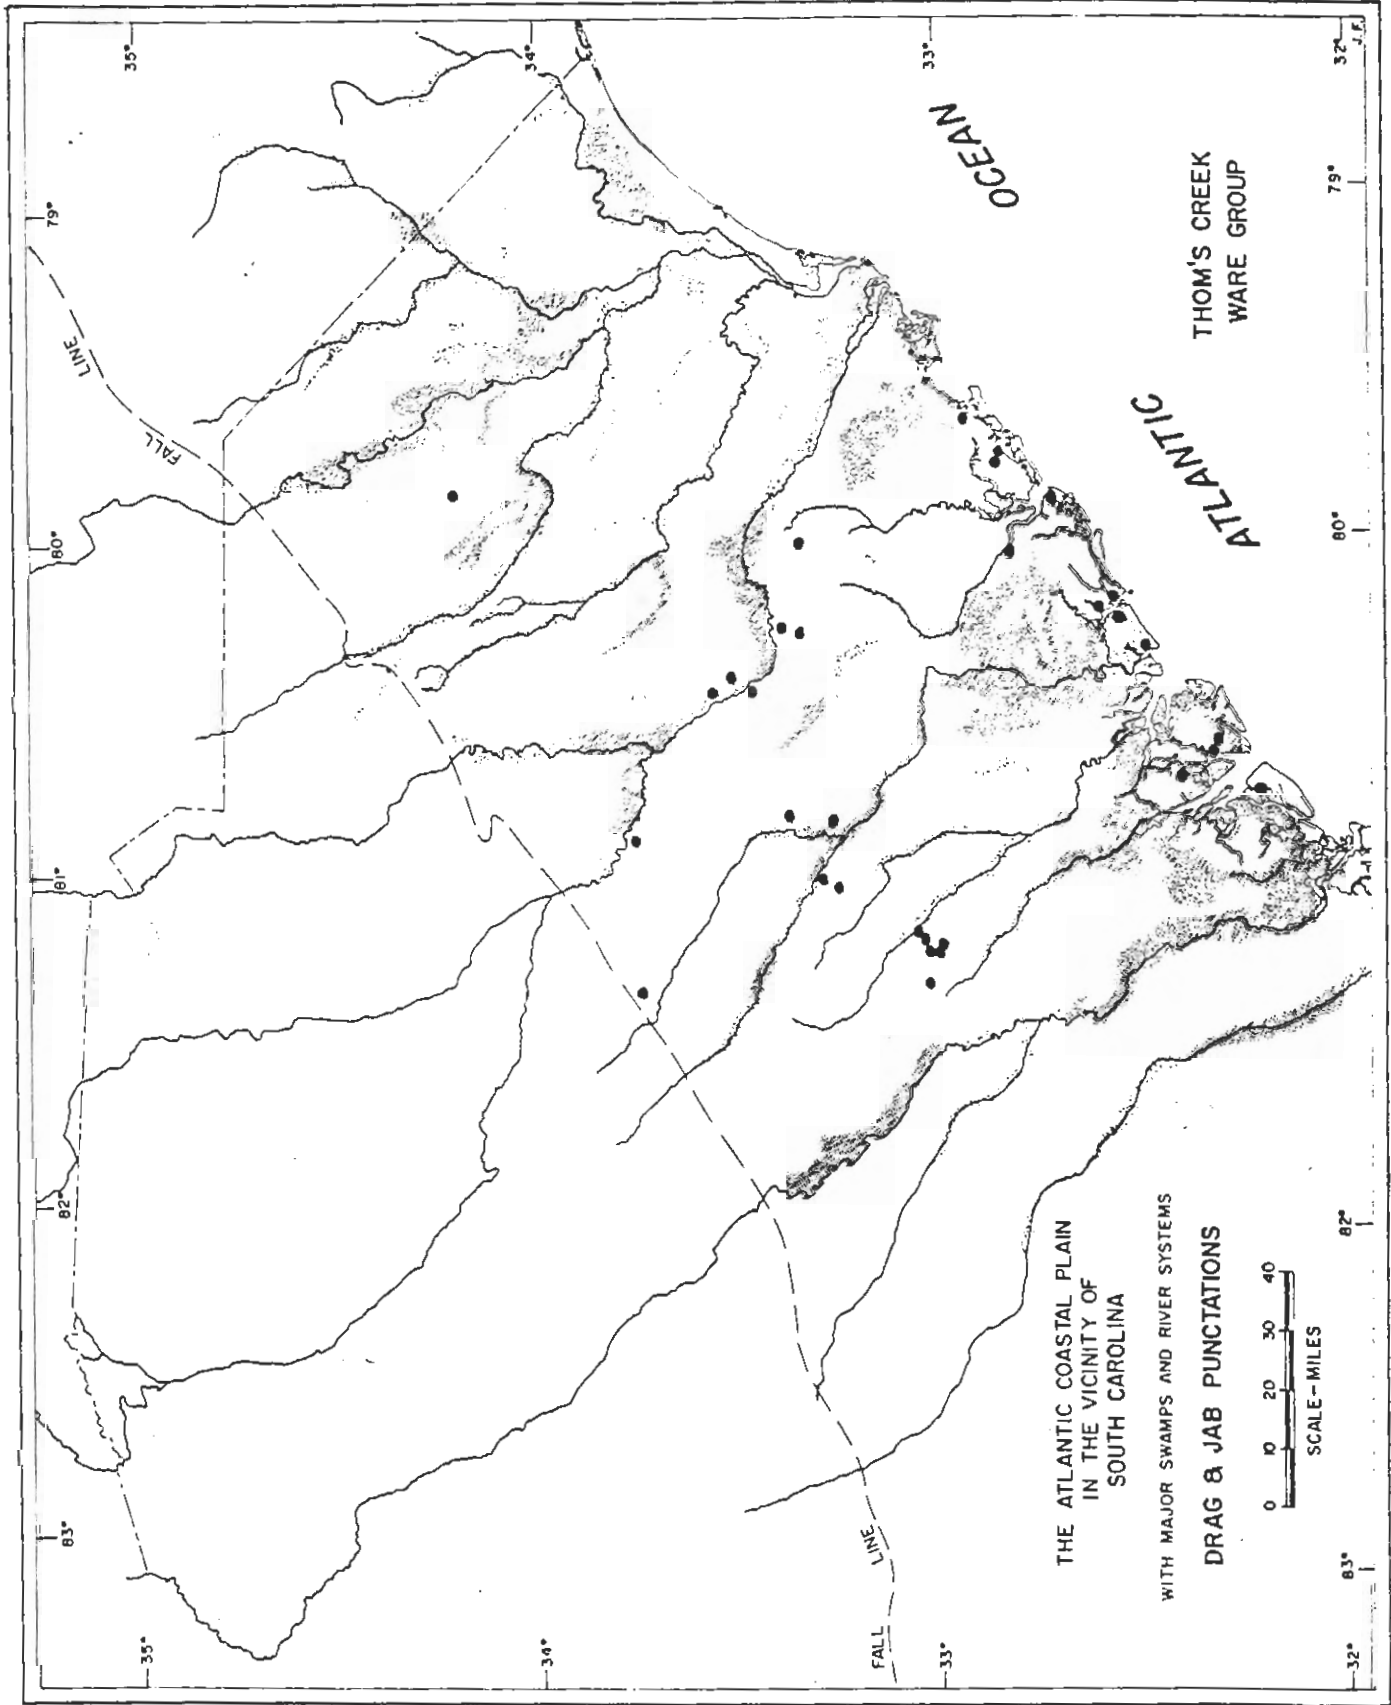 THE ATLANTIC COASTAL PLAIN
IN THE VICINITY OF
SOUTH CAROLINA
WITH MAJOR SWAMPS AND RIVER SYSTEMS
DRAG & JAB PUNCTATIONS
0 10 20 30 40
SCALE-MILES
THOM'S CREEK
WARE GROUP
ATLANTIC
OCEAN
FALL
LINE
FALL
LINE
83°
82°
81°
80°
79°
35°
34°
33°
32°
83°
82°
80°
79°
35°
34°
33°
32°
J.F.